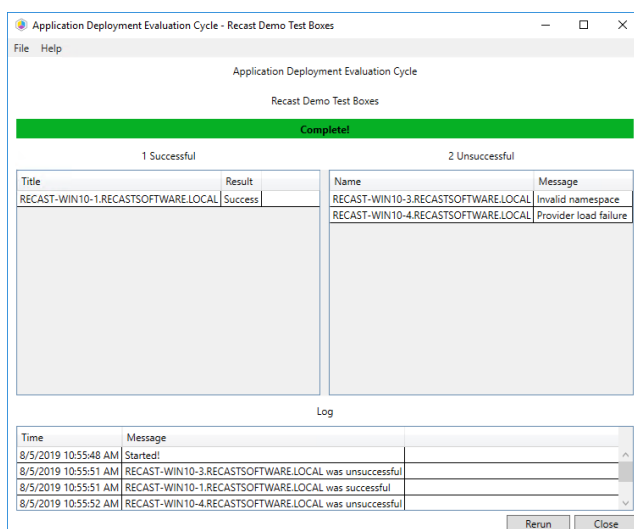 Application Deployment Evaluation Cycle - Recast Demo Test Boxes
File Help
Application Deployment Evaluation Cycle
Recast Demo Test Boxes
Complete!
1 Successful
2 Unsuccessful
Title Result
RECAST-WIN10-1.RECASTSOFTWARE.LOCAL Success
Name Message
RECAST-WIN10-3.RECASTSOFTWARE.LOCAL Invalid namespace
RECAST-WIN10-4.RECASTSOFTWARE.LOCAL Provider load failure
Log
Time Message
8/5/2019 10:55:48 AM Started!
8/5/2019 10:55:51 AM RECAST-WIN10-3.RECASTSOFTWARE.LOCAL was unsuccessful
8/5/2019 10:55:51 AM RECAST-WIN10-1.RECASTSOFTWARE.LOCAL was successful
8/5/2019 10:55:52 AM RECAST-WIN10-4.RECASTSOFTWARE.LOCAL was unsuccessful
Rerun Close